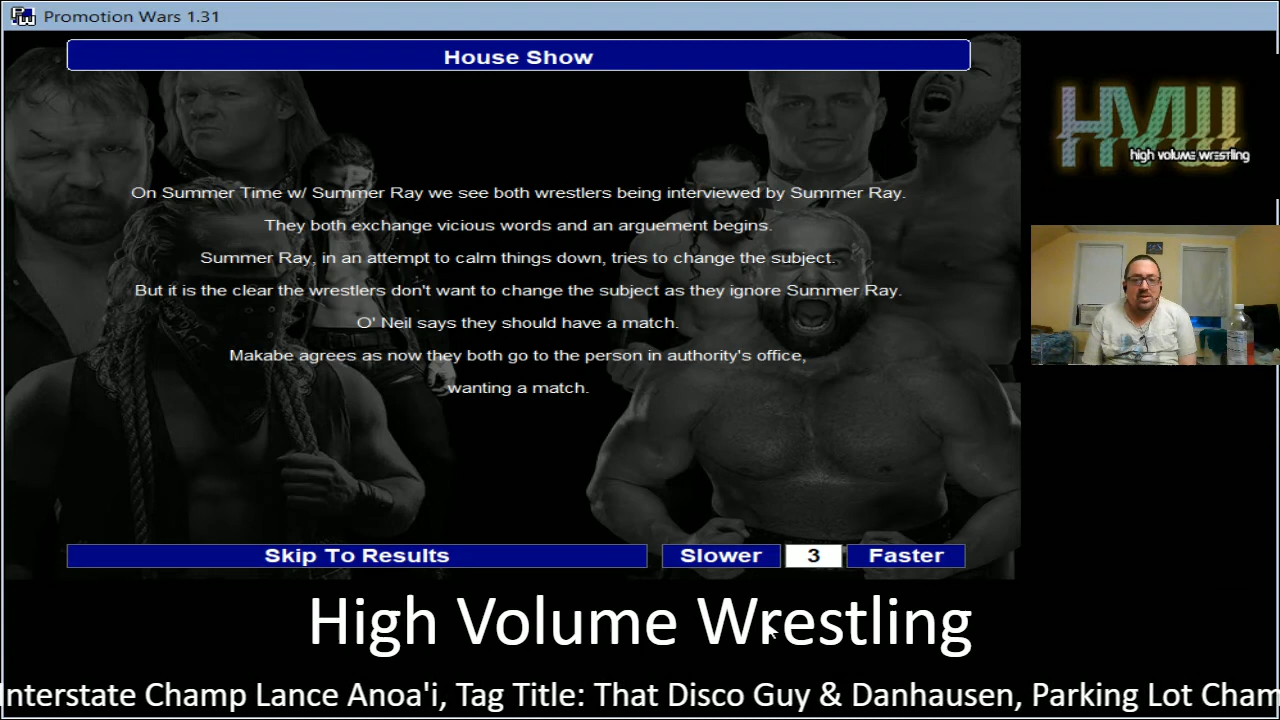 Promotion Wars 1.31
House Show
HVW
high volume wrestling
On Summer Time w/ Summer Ray we see both wrestlers being interviewed by Summer Ray.
They both exchange vicious words and an arguement begins.
Summer Ray, in an attempt to calm things down, tries to change the subject.
But it is the clear the wrestlers don't want to change the subject as they ignore Summer Ray.
O' Neil says they should have a match.
Makabe agrees as now they both go to the person in authority's office,
wanting a match.
Skip To Results
Slower
3
Faster
High Volume Wrestling
Interstate Champ Lance Anoa'i, Tag Title: That Disco Guy & Danhausen, Parking Lot Cham